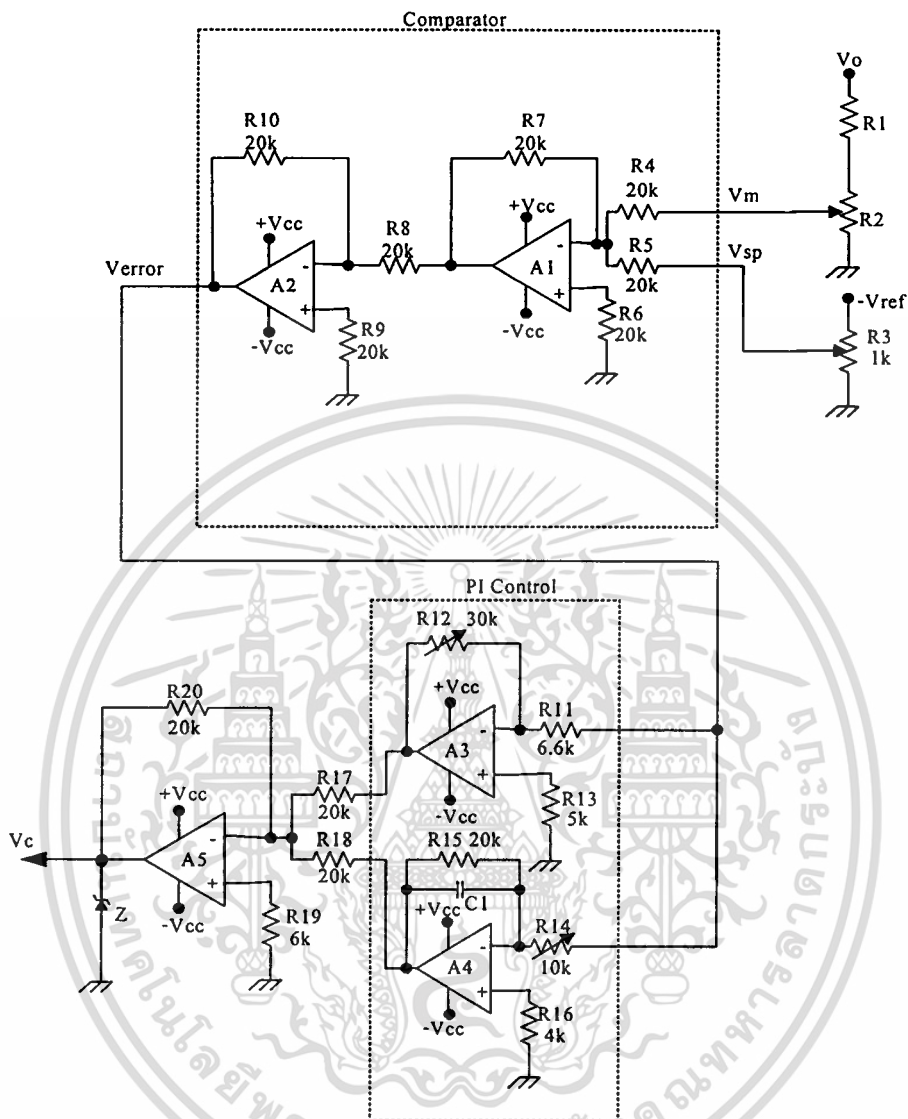 Comparator
Vo
R1
R10
20k
R7
20k
R4
20k
Vm
R2
+Vcc
+Vcc
R8
20k
R5
20k
Vsp
Verror
A2
-
+
A1
-
+
-Vref
-Vcc
R9
20k
-Vcc
R6
20k
R3
1k
PI Control
R12
30k
R20
20k
+Vcc
R11
6.6k
A3
-
+
R17
20k
+Vcc
-Vcc
R13
5k
Vc
A5
-
+
R18
20k
R15 20k
C1
Z
-Vcc
R19
6k
+Vcc
R14
10k
A4
-
+
-Vcc
R16
4k